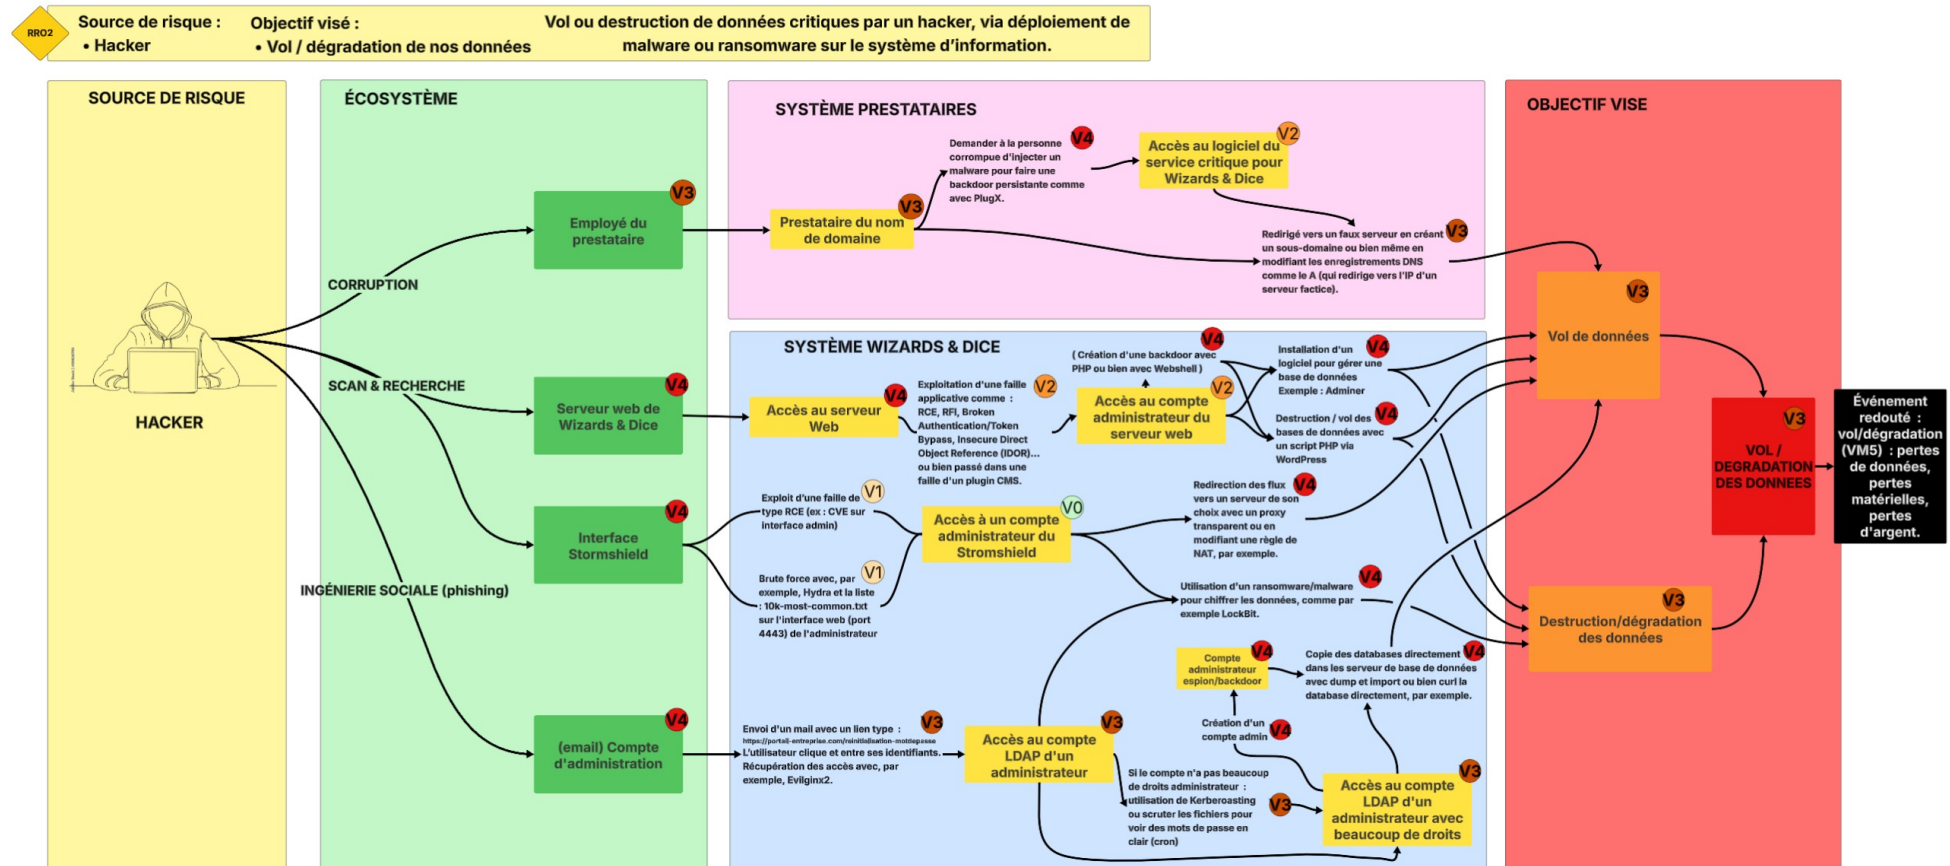 RRO2
Source de risque :
• Hacker
Objectif visé :
• Vol / dégradation de nos données
Vol ou destruction de données critiques par un hacker, via déploiement de
malware ou ransomware sur le système d'information.
SOURCE DE RISQUE
HACKER
ÉCOSYSTÈME
CORRUPTION
SCAN & RECHERCHE
INGÉNIERIE SOCIALE (phishing)
V3
Employé du
prestataire
V4
Serveur web de
Wizards & Dice
V4
Interface
Stormshield
V4
(email) Compte
d'administration
SYSTÈME PRESTATAIRES
V3
Prestataire du nom
de domaine
V4
Demander à la personne
corrompue d'injecter un
malware pour faire une
backdoor persistante comme
avec PlugX.
V2
Accès au logiciel du
service critique pour
Wizards & Dice
V3
Redirigé vers un faux serveur en créant
un sous-domaine ou bien même en
modifiant les enregistrements DNS
comme le A (qui redirige vers l'IP d'un
serveur factice).
SYSTÈME WIZARDS & DICE
V4
Accès au serveur
Web
V2
Exploitation d'une faille
applicative comme :
RCE, RFI, Broken
Authentication/Token
Bypass, Insecure Direct
Object Reference (IDOR)...
ou bien passé dans une
faille d'un plugin CMS.
V4
( Création d'une backdoor avec
PHP ou bien avec Webshell )
V2
Accès au compte
administrateur du
serveur web
V4
Installation d'un
logiciel pour gérer une
base de données
Exemple : Adminer
V4
Destruction / vol des
bases de données avec
un script PHP via
WordPress
V1
Exploit d'une faille de
type RCE (ex : CVE sur
interface admin)
V1
Brute force avec, par
exemple, Hydra et la liste
: 10k-most-common.txt
sur l'interface web (port
4443) de l'administrateur
V0
Accès à un compte
administrateur du
Stromshield
V4
Redirection des flux
vers un serveur de son
choix avec un proxy
transparent ou en
modifiant une règle de
NAT, par exemple.
V4
Utilisation d'un ransomware/malware
pour chiffrer les données, comme par
exemple LockBit.
V3
Envoi d'un mail avec un lien type :
https://portail-entreprise.com/reinitialisation-motdepasse
L'utilisateur clique et entre ses identifiants.
Récupération des accès avec, par
exemple, Evilginx2.
V3
Accès au compte
LDAP d'un
administrateur
V3
Si le compte n'a pas beaucoup
de droits administrateur :
utilisation de Kerberoasting
ou scruter les fichiers pour
voir des mots de passe en
clair (cron)
V3
Accès au compte
LDAP d'un
administrateur avec
beaucoup de droits
V4
Création d'un
compte admin
V4
Compte
administrateur
espion/backdoor
V4
Copie des databases directement
dans les serveur de base de données
avec dump et import ou bien curl la
database directement, par exemple.
OBJECTIF VISE
V3
Vol de données
V3
Destruction/dégradation
des données
V3
VOL /
DEGRADATION
DES DONNEES
Événement
redouté :
vol/dégradation
(VM5) : pertes
de données,
pertes
matérielles,
pertes
d'argent.